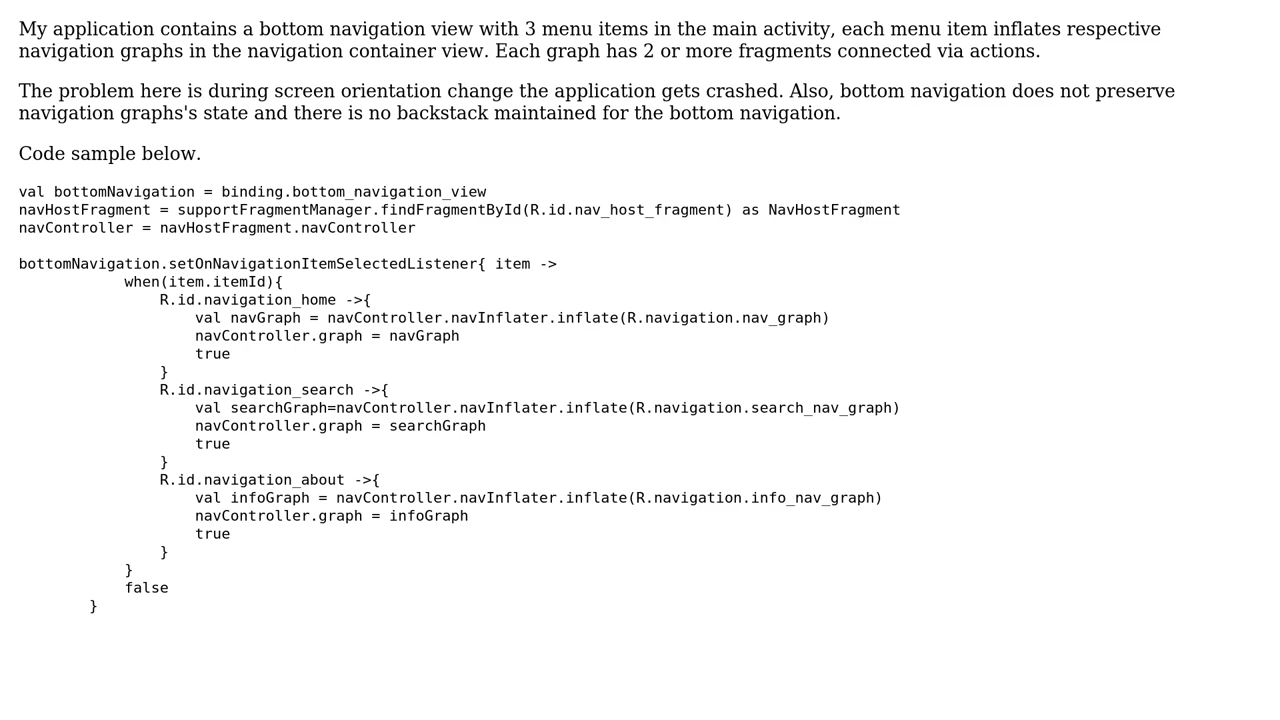 My application contains a bottom navigation view with 3 menu items in the main activity, each menu item inflates respective
navigation graphs in the navigation container view. Each graph has 2 or more fragments connected via actions.
The problem here is during screen orientation change the application gets crashed. Also, bottom navigation does not preserve
navigation graphs's state and there is no backstack maintained for the bottom navigation.
Code sample below.
val bottomNavigation = binding.bottom_navigation_view
navHostFragment = supportFragmentManager.findFragmentById(R.id.nav_host_fragment) as NavHostFragment
navController = navHostFragment.navController
bottomNavigation.setOnNavigationItemSelectedListener{ item ->
            when(item.itemId){
                R.id.navigation_home ->{
                    val navGraph = navController.navInflater.inflate(R.navigation.nav_graph)
                    navController.graph = navGraph
                    true
                }
                R.id.navigation_search ->{
                    val searchGraph=navController.navInflater.inflate(R.navigation.search_nav_graph)
                    navController.graph = searchGraph
                    true
                }
                R.id.navigation_about ->{
                    val infoGraph = navController.navInflater.inflate(R.navigation.info_nav_graph)
                    navController.graph = infoGraph
                    true
                }
            }
            false
        }